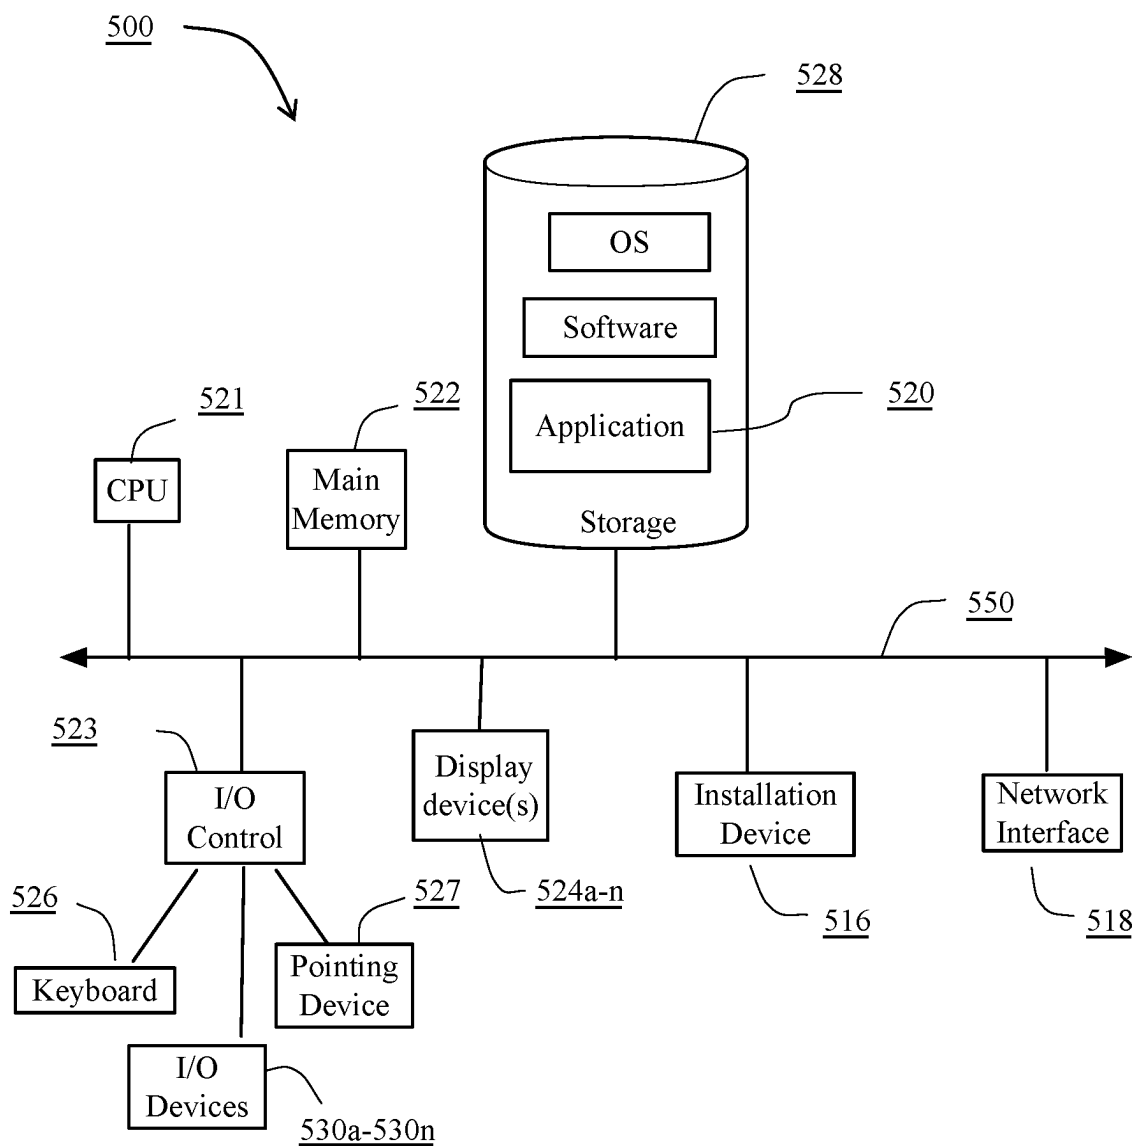 500
528
OS
Software
520
Application
521
522
CPU
Main
Memory
Storage
550
523
Display
device(s)
I/O
Control
Installation
Device
Network
Interface
526
527
524a-n
516
518
Keyboard
Pointing
Device
I/O
Devices
530a-530n